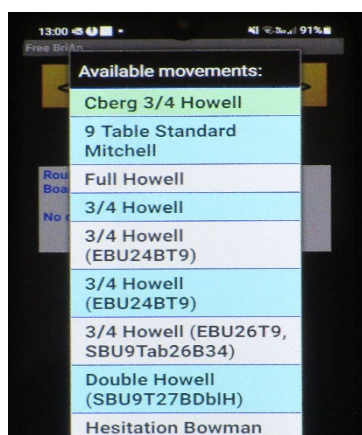 13:00
91%
Free BriAn
Available movements:
Cberg 3/4 Howell
9 Table Standard
Mitchell
Full Howell
3/4 Howell
3/4 Howell
(EBU24BT9)
3/4 Howell
(EBU24BT9)
3/4 Howell (EBU26T9,
SBU9Tab26B34)
Double Howell
(SBU9T27BDblH)
Hesitation Bowman
Rou
Boa
No